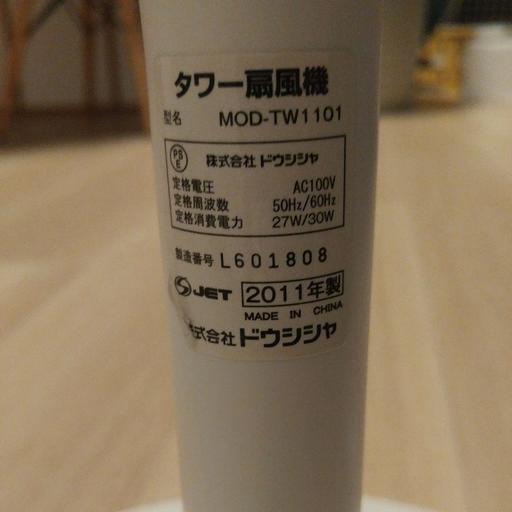 タワー扇風機
型名 MOD-TW1101
PSE 株式会社 ドウシシャ
定格電圧 AC100V
定格周波数 50Hz/60Hz
定格消費電力 27W/30W
製造番号 L601808
JET 2011年製
MADE IN CHINA
株式会社 ドウシシャ